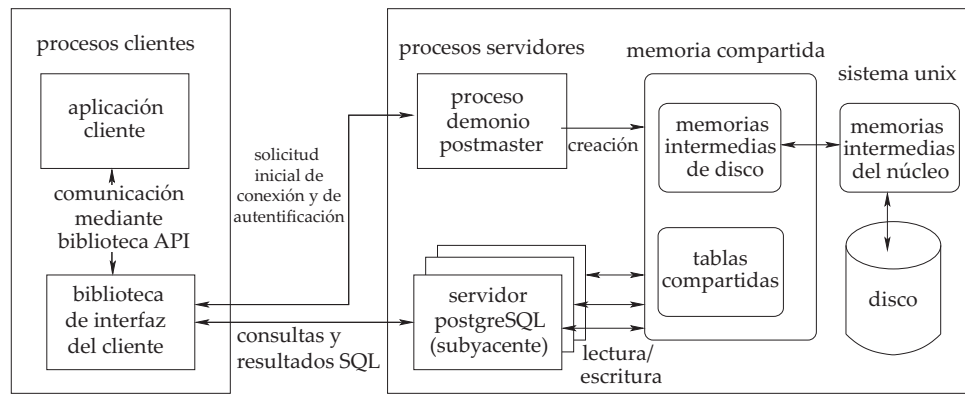 procesos clientes
aplicación
cliente
comunicación
mediante
biblioteca API
biblioteca
de interfaz
del cliente
solicitud
inicial de
conexión y de
autentificación
consultas y
resultados SQL
procesos servidores
proceso
demonio
postmaster
creación
servidor
postgreSQL
(subyacente)
lectura/
escritura
memoria compartida
memorias
intermedias
de disco
tablas
compartidas
sistema unix
memorias
intermedias
del núcleo
disco